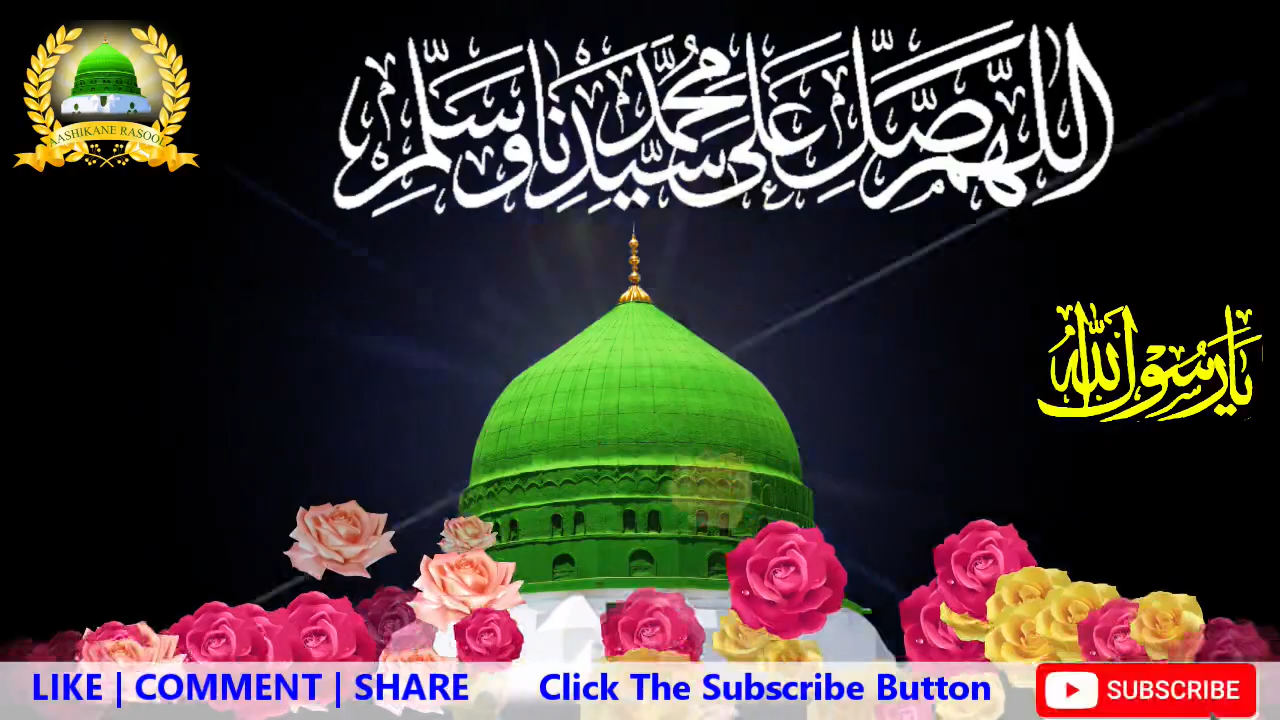 اللهم صل على سيدنا محمد وسلم
AASHIKANE RASOOL
يا رسول الله
LIKE | COMMENT | SHARE
Click The Subscribe Button
SUBSCRIBE